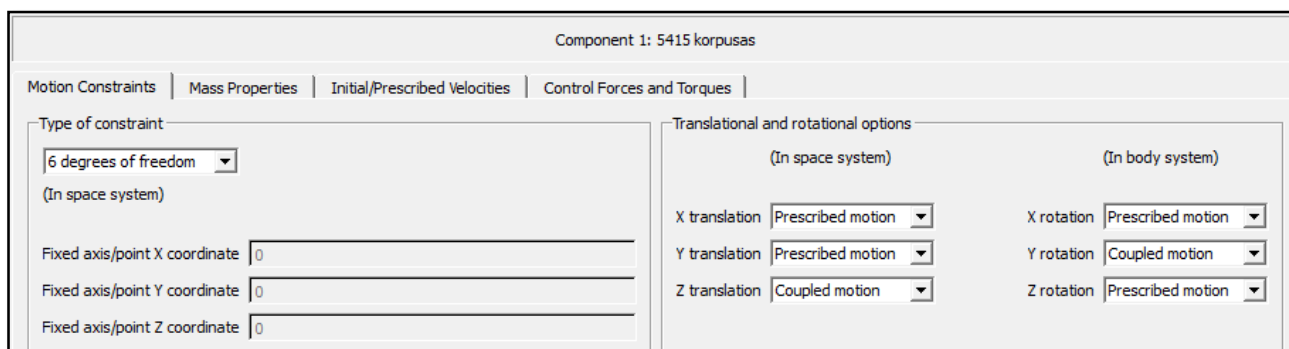 Component 1: 5415 korpusas
Motion Constraints Mass Properties Initial/Prescribed Velocities Control Forces and Torques
Type of constraint
6 degrees of freedom
(In space system)
Fixed axis/point X coordinate 0
Fixed axis/point Y coordinate 0
Fixed axis/point Z coordinate 0
Translational and rotational options
(In space system) (In body system)
X translation Prescribed motion X rotation Prescribed motion
Y translation Prescribed motion Y rotation Coupled motion
Z translation Coupled motion Z rotation Prescribed motion